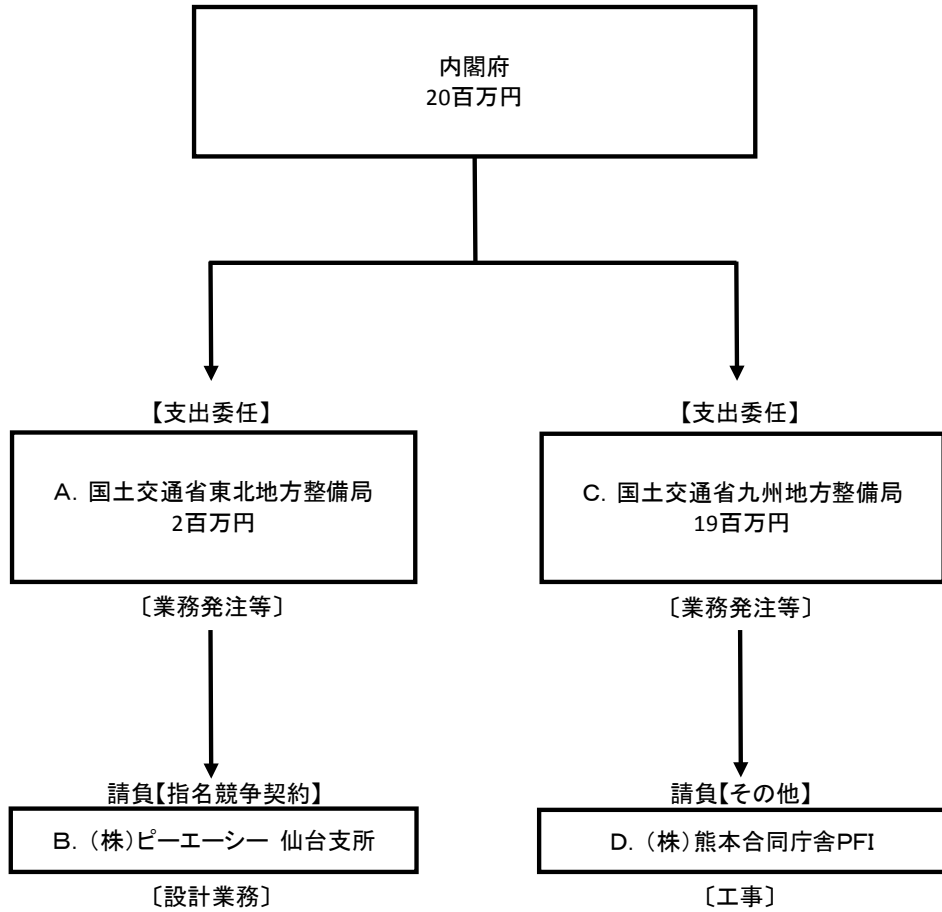 内閣府
20百万円
【支出委任】
A. 国土交通省東北地方整備局
2百万円
〔業務発注等〕
請負【指名競争契約】
B. (株)ピーエーシー 仙台支所
〔設計業務〕
【支出委任】
C. 国土交通省九州地方整備局
19百万円
〔業務発注等〕
請負【その他】
D. (株)熊本合同庁舎PFI
〔工事〕